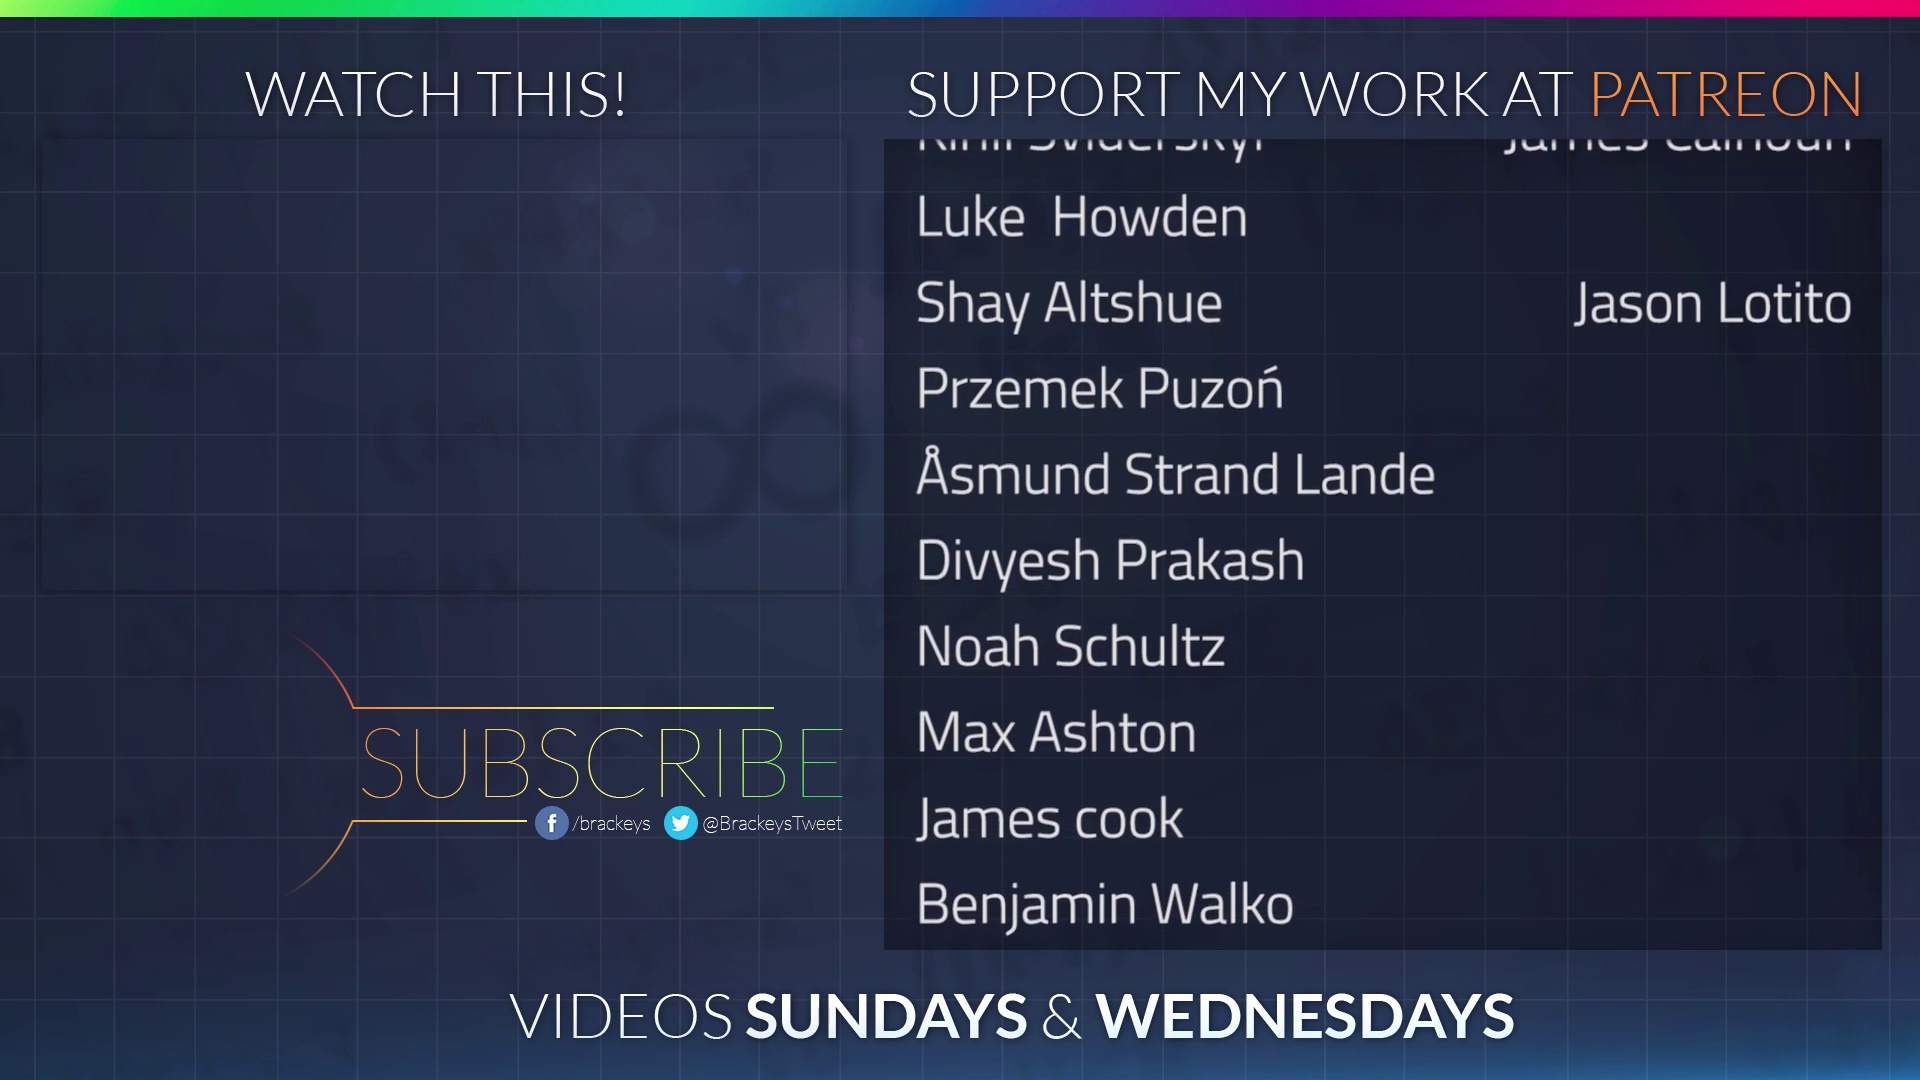 WATCH THIS!
SUPPORT MY WORK AT PATREON
Luke Howden
Shay Altshue
Jason Lotito
Przemek Puzoń
Åsmund Strand Lande
Divyesh Prakash
Noah Schultz
Max Ashton
James cook
Benjamin Walko
SUBSCRIBE
/brackeys @BrackeysTweet
VIDEOS SUNDAYS & WEDNESDAYS